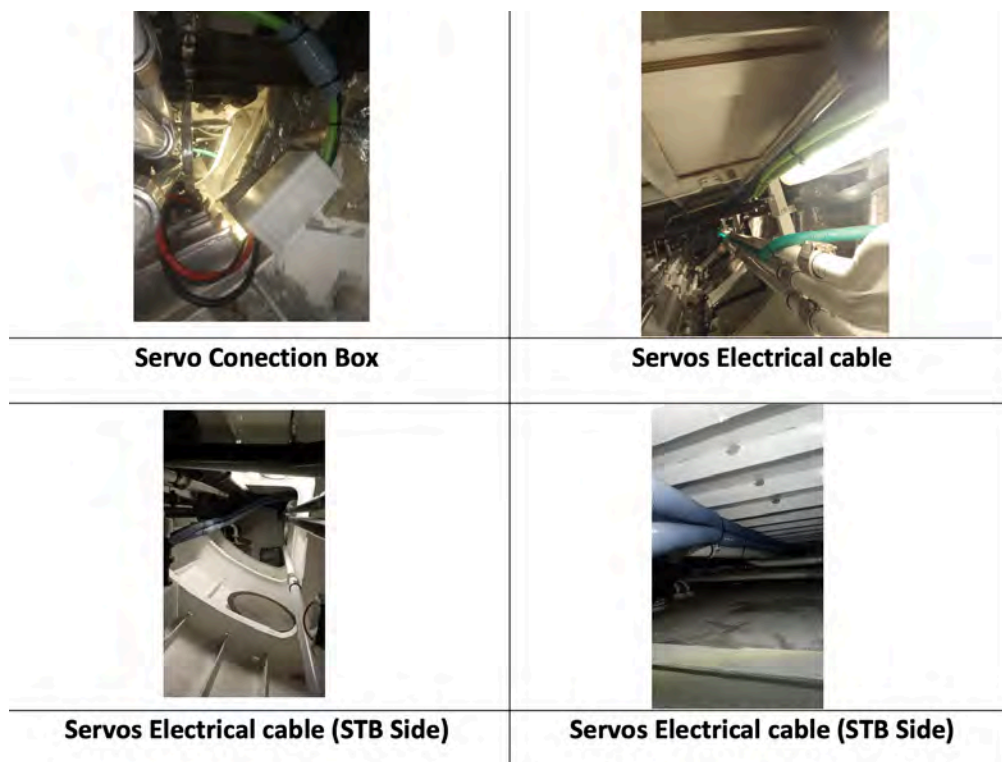 Servo Conection Box
Servos Electrical cable
Servos Electrical cable (STB Side)
Servos Electrical cable (STB Side)